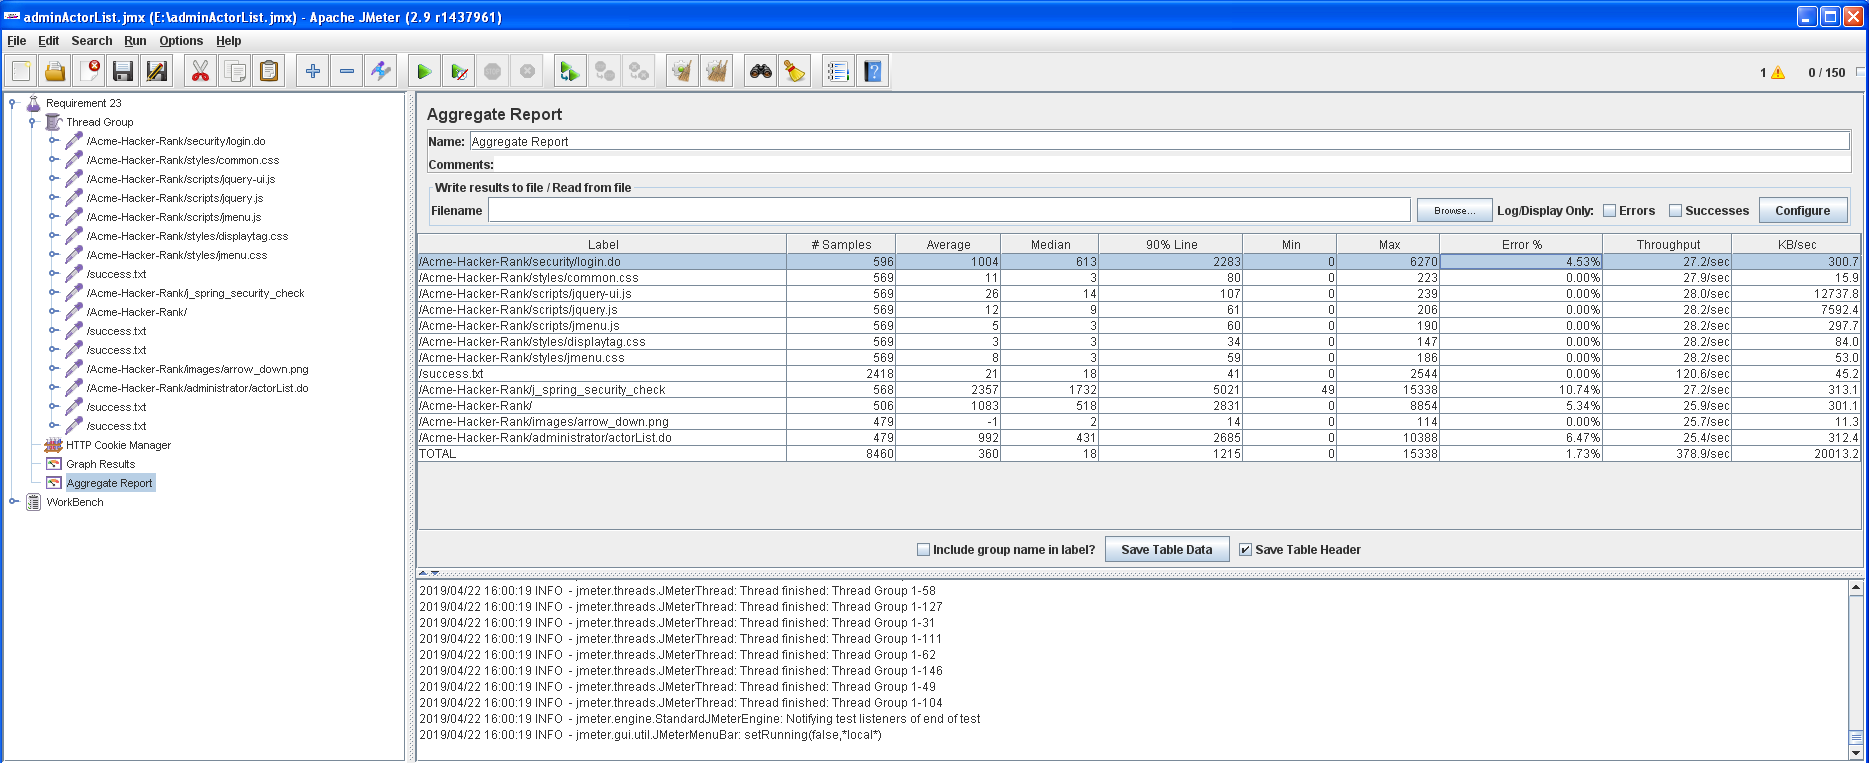 adminActorList.jmx (E:\adminActorList.jmx) - Apache JMeter (2.9 r1437961)
File Edit Search Run Options Help
1 0 / 150
Requirement 23
Thread Group
/Acme-Hacker-Rank/security/login.do
/Acme-Hacker-Rank/styles/common.css
/Acme-Hacker-Rank/scripts/jquery-ui.js
/Acme-Hacker-Rank/scripts/jquery.js
/Acme-Hacker-Rank/scripts/jmenu.js
/Acme-Hacker-Rank/styles/displaytag.css
/Acme-Hacker-Rank/styles/jmenu.css
/success.txt
/Acme-Hacker-Rank/j_spring_security_check
/Acme-Hacker-Rank/
/success.txt
/success.txt
/Acme-Hacker-Rank/images/arrow_down.png
/Acme-Hacker-Rank/administrator/actorList.do
/success.txt
/success.txt
HTTP Cookie Manager
Graph Results
Aggregate Report
WorkBench
Aggregate Report
Name: Aggregate Report
Comments:
Write results to file / Read from file
Filename Browse... Log/Display Only: Errors Successes Configure
Label # Samples Average Median 90% Line Min Max Error % Throughput KB/sec
/Acme-Hacker-Rank/security/login.do 596 1004 613 2283 0 6270 4.53% 27.2/sec 300.7
/Acme-Hacker-Rank/styles/common.css 569 11 3 80 0 223 0.00% 27.9/sec 15.9
/Acme-Hacker-Rank/scripts/jquery-ui.js 569 26 14 107 0 239 0.00% 28.0/sec 12737.8
/Acme-Hacker-Rank/scripts/jquery.js 569 12 9 61 0 206 0.00% 28.2/sec 7592.4
/Acme-Hacker-Rank/scripts/jmenu.js 569 5 3 60 0 190 0.00% 28.2/sec 297.7
/Acme-Hacker-Rank/styles/displaytag.css 569 3 3 34 0 147 0.00% 28.2/sec 84.0
/Acme-Hacker-Rank/styles/jmenu.css 569 8 3 59 0 186 0.00% 28.2/sec 53.0
/success.txt 2418 21 18 41 0 2544 0.00% 120.6/sec 45.2
/Acme-Hacker-Rank/j_spring_security_check 568 2357 1732 5021 49 15338 10.74% 27.2/sec 313.1
/Acme-Hacker-Rank/ 506 1083 518 2831 0 8854 5.34% 25.9/sec 301.1
/Acme-Hacker-Rank/images/arrow_down.png 479 -1 2 14 0 114 0.00% 25.7/sec 11.3
/Acme-Hacker-Rank/administrator/actorList.do 479 992 431 2685 0 10388 6.47% 25.4/sec 312.4
TOTAL 8460 360 18 1215 0 15338 1.73% 378.9/sec 20013.2
Include group name in label? Save Table Data Save Table Header
2019/04/22 16:00:19 INFO - jmeter.threads.JMeterThread: Thread finished: Thread Group 1-58
2019/04/22 16:00:19 INFO - jmeter.threads.JMeterThread: Thread finished: Thread Group 1-127
2019/04/22 16:00:19 INFO - jmeter.threads.JMeterThread: Thread finished: Thread Group 1-31
2019/04/22 16:00:19 INFO - jmeter.threads.JMeterThread: Thread finished: Thread Group 1-111
2019/04/22 16:00:19 INFO - jmeter.threads.JMeterThread: Thread finished: Thread Group 1-62
2019/04/22 16:00:19 INFO - jmeter.threads.JMeterThread: Thread finished: Thread Group 1-146
2019/04/22 16:00:19 INFO - jmeter.threads.JMeterThread: Thread finished: Thread Group 1-49
2019/04/22 16:00:19 INFO - jmeter.threads.JMeterThread: Thread finished: Thread Group 1-104
2019/04/22 16:00:19 INFO - jmeter.engine.StandardJMeterEngine: Notifying test listeners of end of test
2019/04/22 16:00:19 INFO - jmeter.gui.util.JMeterMenuBar: setRunning(false,*local*)